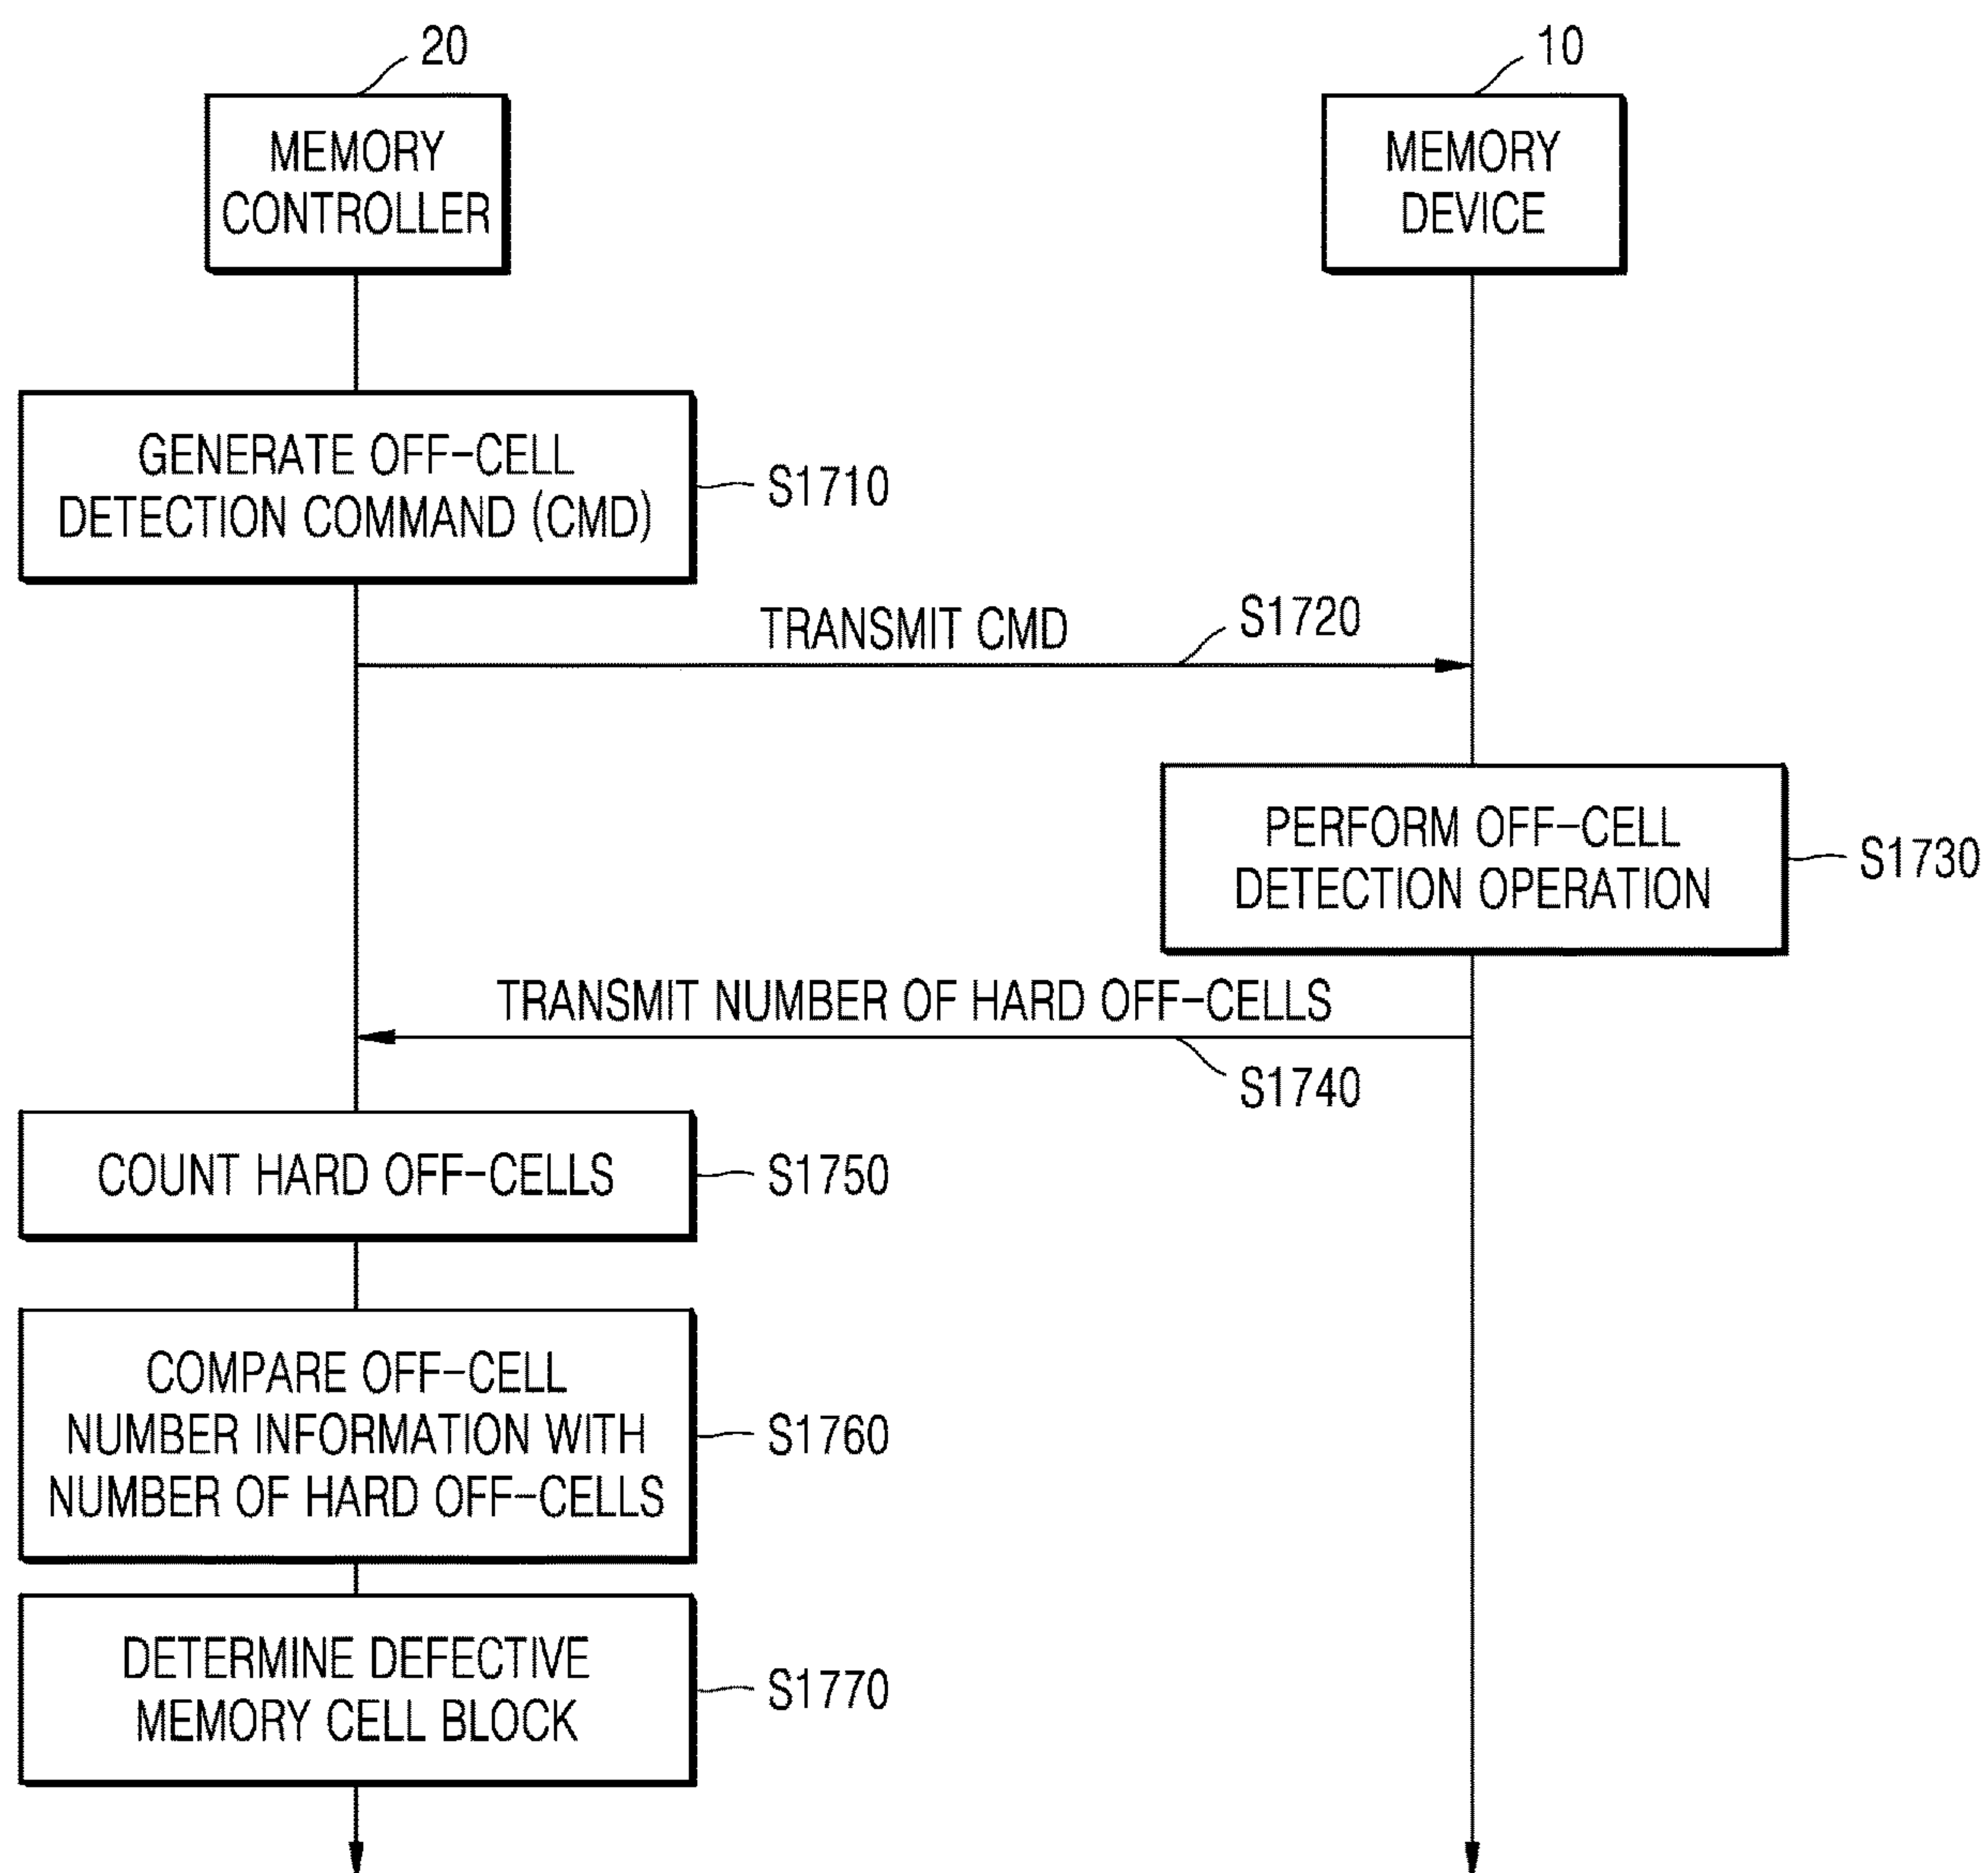 20
10
MEMORY
CONTROLLER
MEMORY
DEVICE
GENERATE OFF-CELL
DETECTION COMMAND (CMD)
S1710
TRANSMIT CMD
S1720
PERFORM OFF-CELL
DETECTION OPERATION
S1730
TRANSMIT NUMBER OF HARD OFF-CELLS
S1740
COUNT HARD OFF-CELLS
S1750
COMPARE OFF-CELL
NUMBER INFORMATION WITH
NUMBER OF HARD OFF-CELLS
S1760
DETERMINE DEFECTIVE
MEMORY CELL BLOCK
S1770